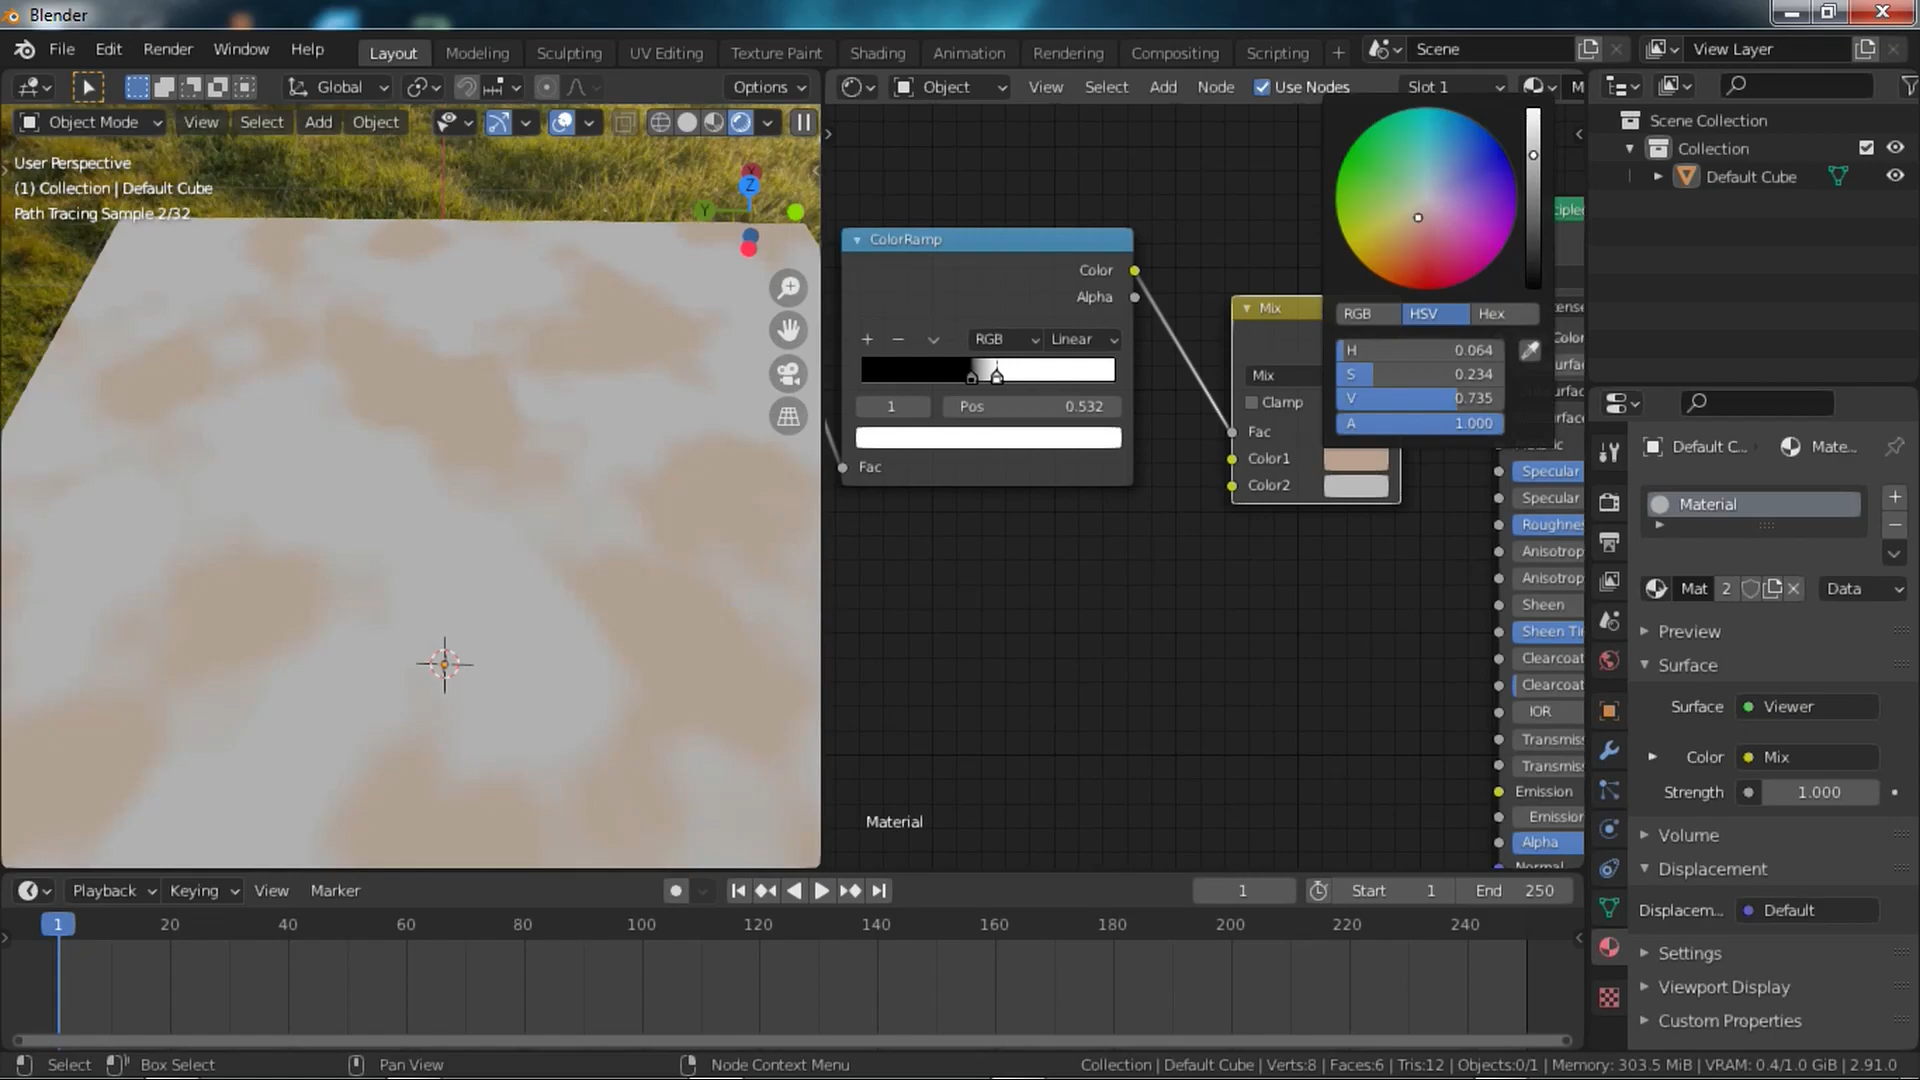 Blender
File Edit Render Window Help Layout Modeling Sculpting UV Editing Texture Paint Shading Animation Rendering Compositing Scripting + Scene View Layer
Global Options Object View Select Add Node Use Nodes Slot 1 M
Object Mode View Select Add Object
User Perspective
(1) Collection | Default Cube
Path Tracing Sample 2/32
Z
Y
ColorRamp
Color
Alpha
+ − RGB Linear
1 Pos 0.532
Fac
Mix
Mix
Clamp
Fac
Color1
Color2
RGB HSV Hex
H 0.064
S 0.234
V 0.735
A 1.000
Specular
Specular
Roughnes
Anisotrop
Anisotrop
Sheen
Sheen Ti
Clearcoat
Clearcoat
IOR
Transmis
Transmis
Emission
Emission
Alpha
Normal
Material
Scene Collection
Collection
Default Cube
Default C... Mate...
Material
Mat 2 Data
Preview
Surface
Surface Viewer
Color Mix
Strength 1.000
Volume
Displacement
Displacem... Default
Settings
Viewport Display
Custom Properties
Playback Keying View Marker 1 Start 1 End 250
1 20 40 60 80 100 120 140 160 180 200 220 240
Select Box Select Pan View Node Context Menu Collection | Default Cube | Verts:8 | Faces:6 | Tris:12 | Objects:0/1 | Memory: 303.5 MiB | VRAM: 0.4/1.0 GiB | 2.91.0